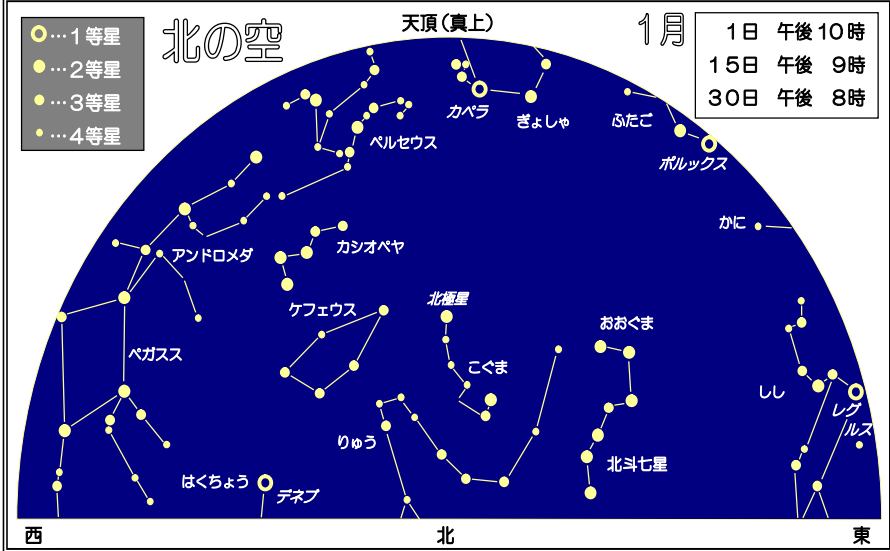 ○…1等星
●…2等星
●…3等星
●…4等星
北の空
天頂(真上)
1月
1日 午後10時
15日 午後 9時
30日 午後 8時
カペラ
ぎょしゃ
ふたご
ポルックス
ペルセウス
かに
アンドロメダ
カシオペヤ
ケフェウス
北極星
おおぐま
ペガスス
こぐま
しし
レグ
ルス
りゅう
北斗七星
はくちょう
デネブ
西
北
東